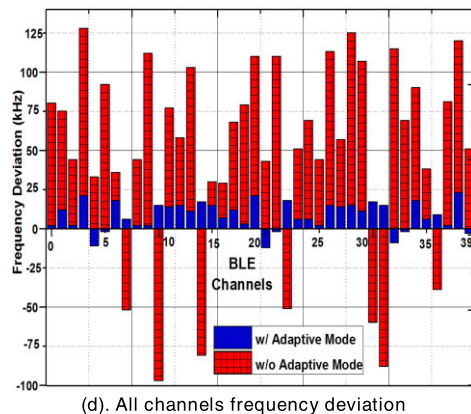 Frequency Deviation (kHz)
125
100
75
50
25
0
-25
-50
-75
-100
0 5 10 15 20 25 30 35 39
BLE
Channels
w/ Adaptive Mode
w/o Adaptive Mode
(d). All channels frequency deviation